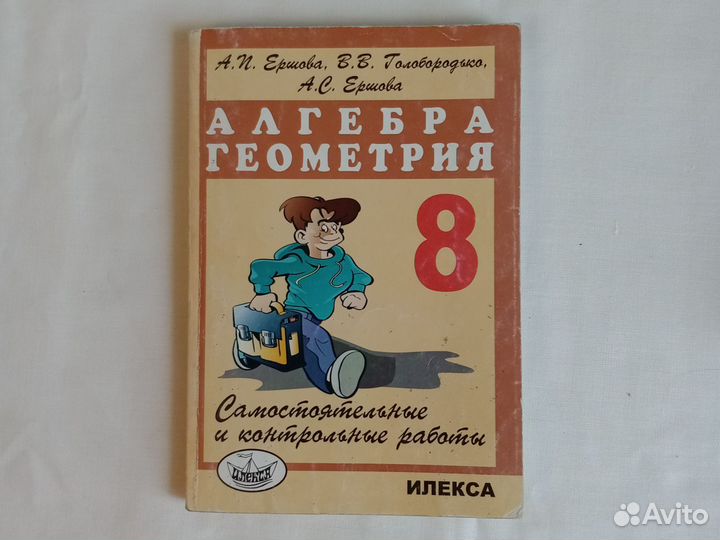 А.П. Ершова, В.В. Голобородько,
А.С. Ершова
АЛГЕБРА
ГЕОМЕТРИЯ
8
Самостоятельные
и контрольные работы
ИЛЕКСА
ИЛЕКСА
Avito